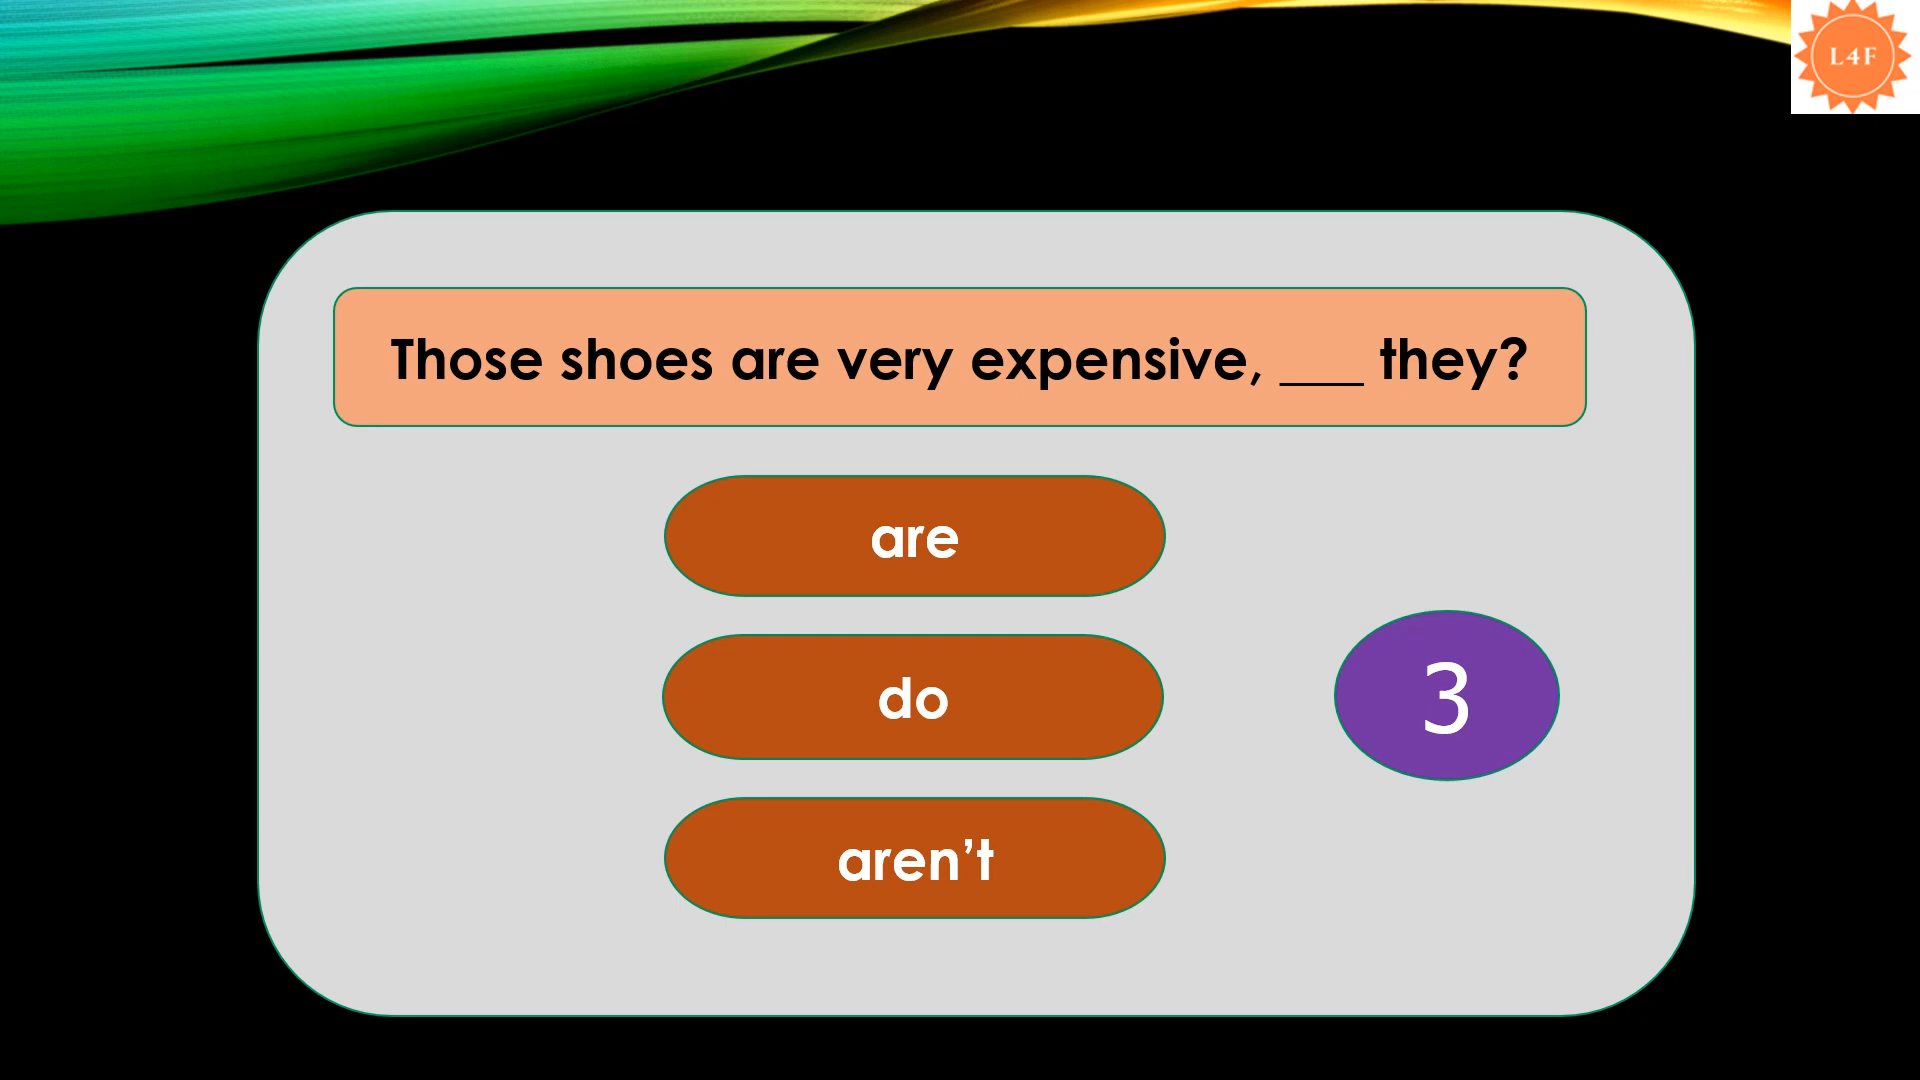 L4F
Those shoes are very expensive, ___ they?
are
do
3
aren’t